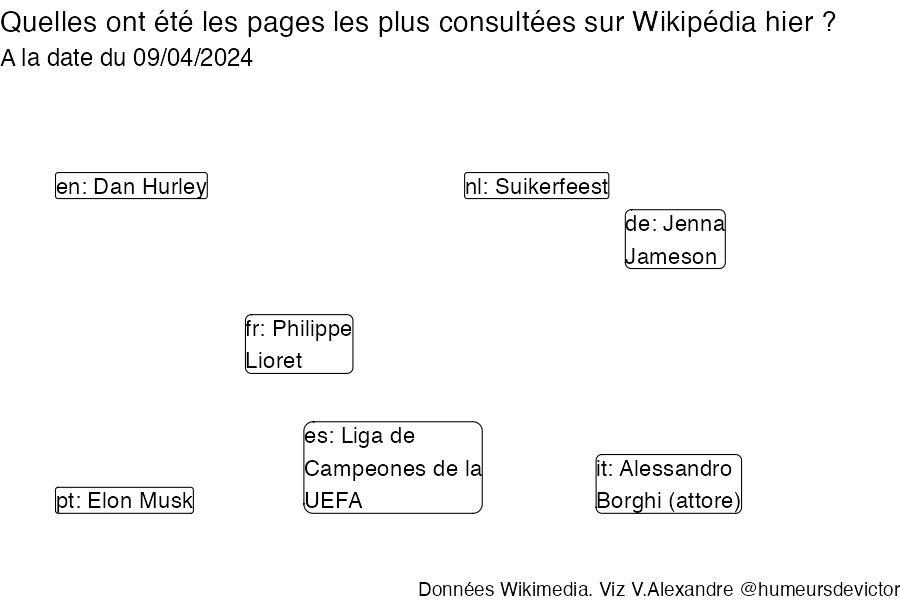 Quelles ont été les pages les plus consultées sur Wikipédia hier ?
A la date du 09/04/2024
en: Dan Hurley
nl: Suikerfeest
de: Jenna
Jameson
fr: Philippe
Lioret
es: Liga de
Campeones de la
UEFA
it: Alessandro
Borghi (attore)
pt: Elon Musk
Données Wikimedia. Viz V.Alexandre @humeursdevictor